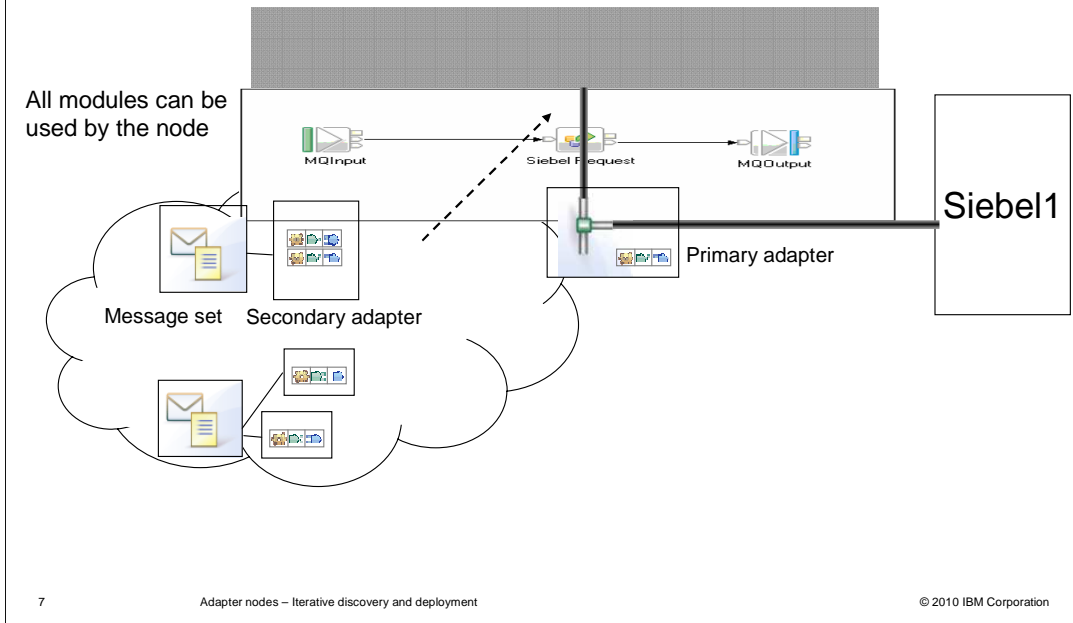 All modules can be
used by the node
MQInput
Siebel Request
MQOutput
Siebel1
Primary adapter
Message set
Secondary adapter
7
Adapter nodes – Iterative discovery and deployment
© 2010 IBM Corporation